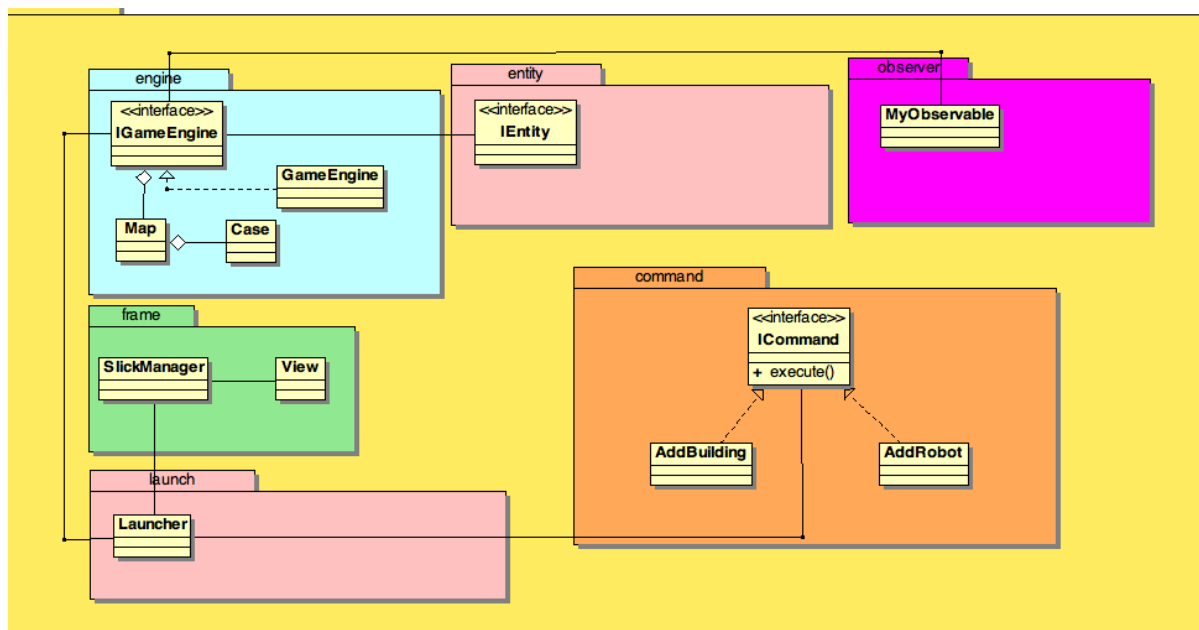 engine
<<interface>>
IGameEngine
GameEngine
Map
Case
entity
<<interface>>
IEntity
observer
MyObservable
frame
SlickManager
View
command
<<interface>>
ICommand
+ execute()
AddBuilding
AddRobot
launch
Launcher